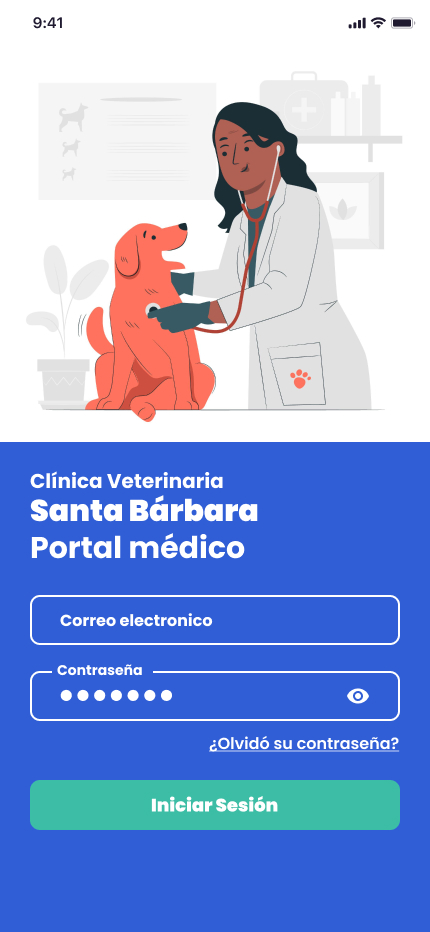 9:41
Clínica Veterinaria
Santa Bárbara
Portal médico
Correo electronico
Contraseña
¿Olvidó su contraseña?
Iniciar Sesión